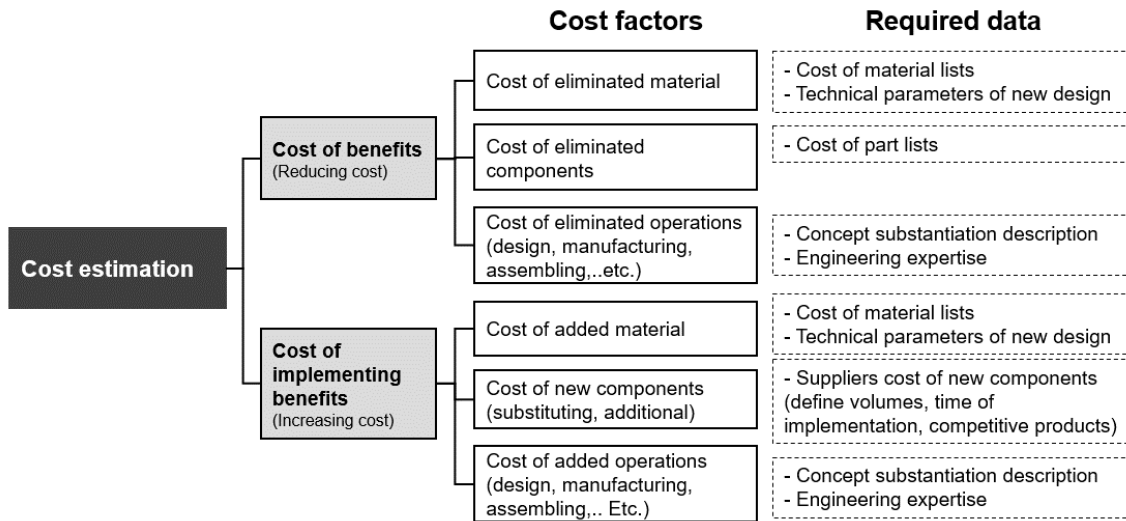 Cost factors
Required data
Cost estimation
Cost of benefits
(Reducing cost)
Cost of eliminated material
- Cost of material lists
- Technical parameters of new design
Cost of eliminated
components
- Cost of part lists
Cost of eliminated operations
(design, manufacturing,
assembling,..etc.)
- Concept substantiation description
- Engineering expertise
Cost of
implementing
benefits
(Increasing cost)
Cost of added material
- Cost of material lists
- Technical parameters of new design
Cost of new components
(substituting, additional)
- Suppliers cost of new components
(define volumes, time of
implementation, competitive products)
Cost of added operations
(design, manufacturing,
assembling,.. Etc.)
- Concept substantiation description
- Engineering expertise